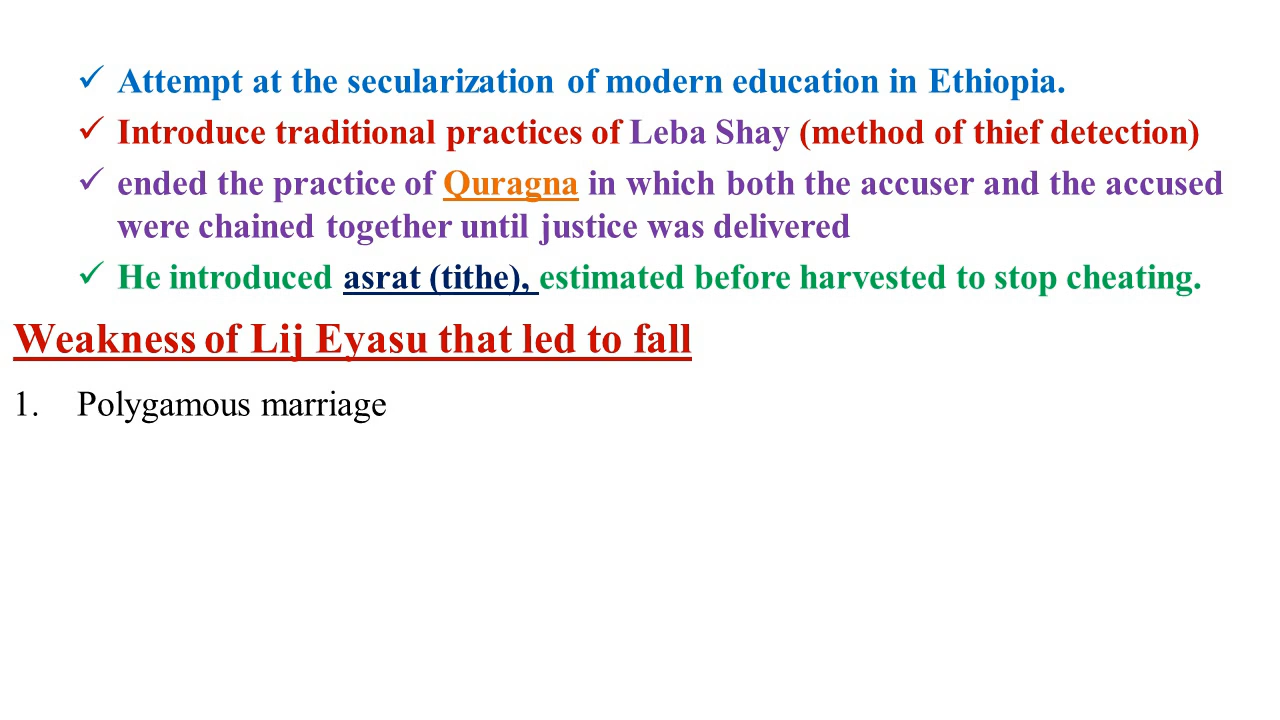 ✓ Attempt at the secularization of modern education in Ethiopia.
✓ Introduce traditional practices of Leba Shay (method of thief detection)
✓ ended the practice of Quragna in which both the accuser and the accused
were chained together until justice was delivered
✓ He introduced asrat (tithe), estimated before harvested to stop cheating.
Weakness of Lij Eyasu that led to fall
1. Polygamous marriage